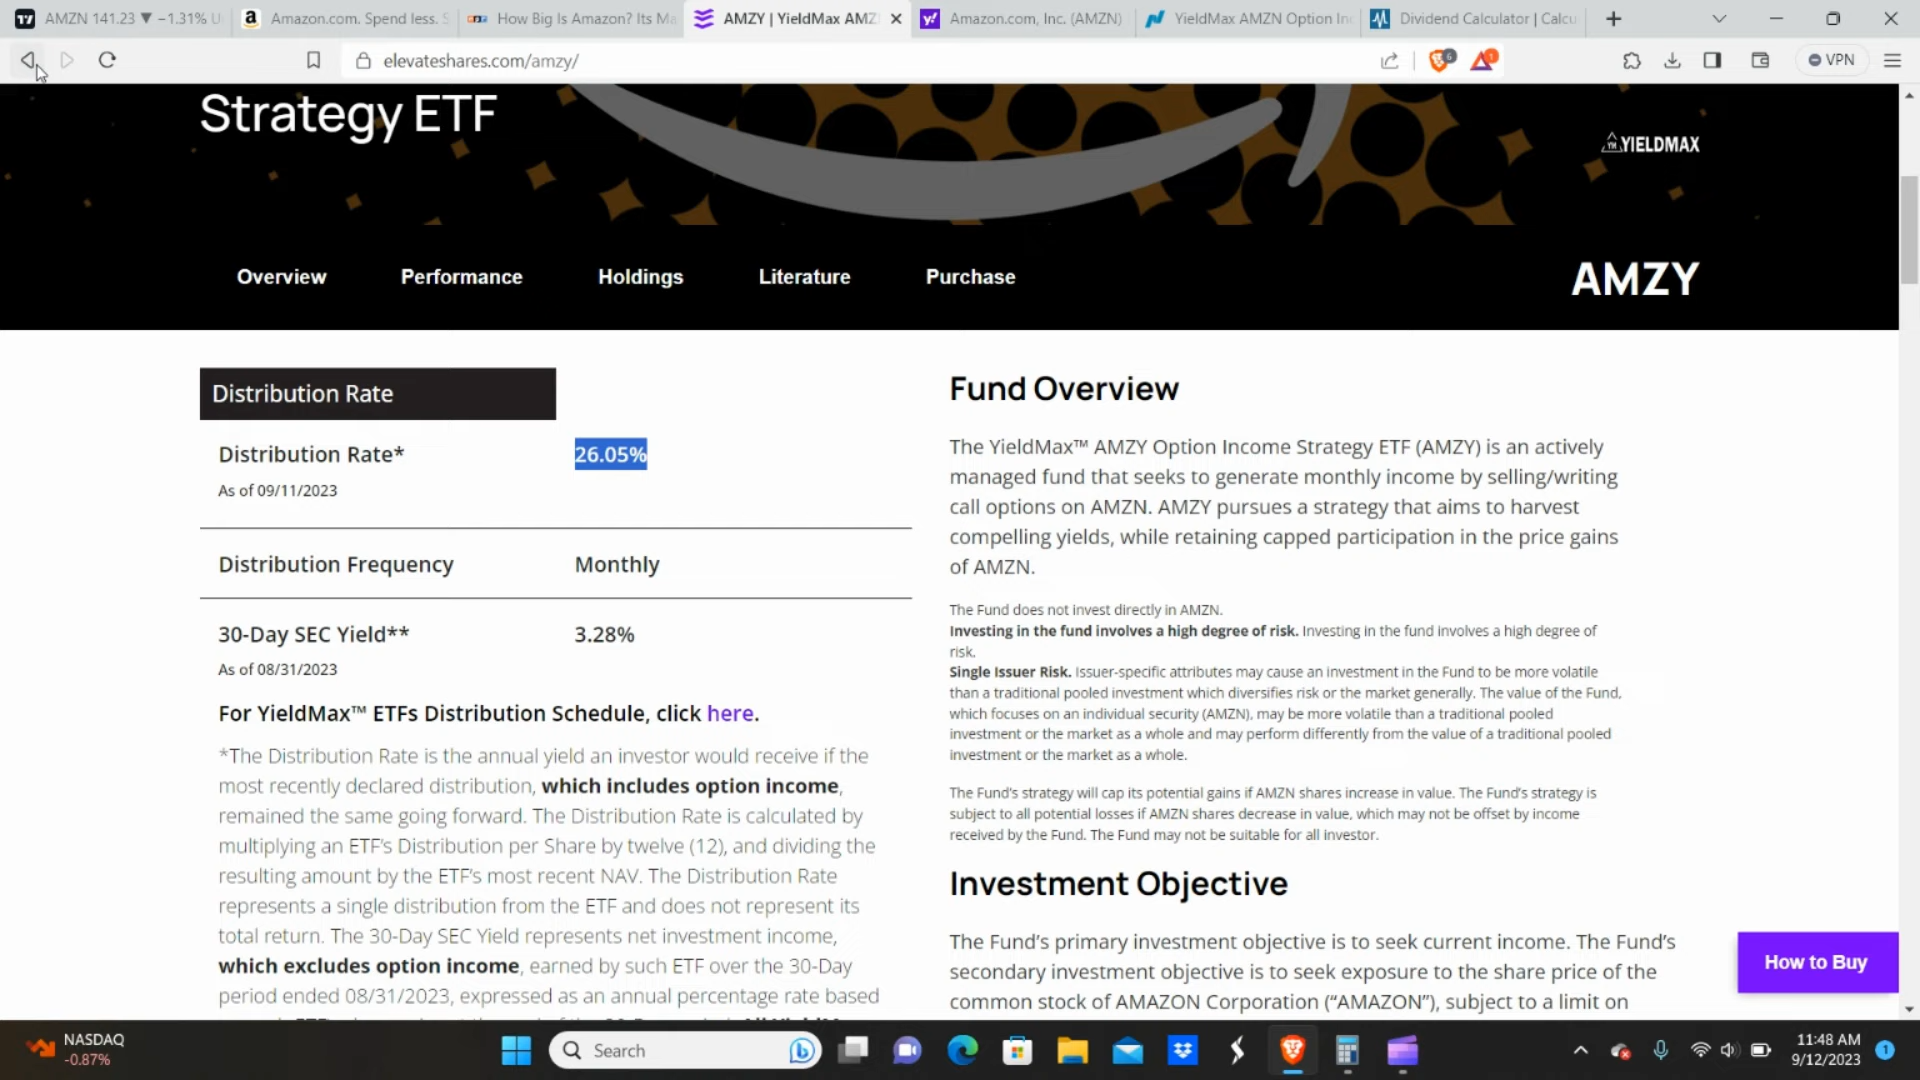 AMZN 141.23 ▼ −1.31% U
Amazon.com. Spend less. S
How Big Is Amazon? Its Ma
AMZY | YieldMax AMZ
Amazon.com, Inc. (AMZN)
YieldMax AMZN Option In
Dividend Calculator | Calcu
elevateshares.com/amzy/
6
1
VPN
Strategy ETF
YIELDMAX
Overview
Performance
Holdings
Literature
Purchase
AMZY
Distribution Rate
Distribution Rate*
26.05%
As of 09/11/2023
Distribution Frequency
Monthly
30-Day SEC Yield**
3.28%
As of 08/31/2023
For YieldMax™ ETFs Distribution Schedule, click here.
*The Distribution Rate is the annual yield an investor would receive if the
most recently declared distribution, which includes option income,
remained the same going forward. The Distribution Rate is calculated by
multiplying an ETF's Distribution per Share by twelve (12), and dividing the
resulting amount by the ETF's most recent NAV. The Distribution Rate
represents a single distribution from the ETF and does not represent its
total return. The 30-Day SEC Yield represents net investment income,
which excludes option income, earned by such ETF over the 30-Day
period ended 08/31/2023, expressed as an annual percentage rate based
Fund Overview
The YieldMax™ AMZY Option Income Strategy ETF (AMZY) is an actively
managed fund that seeks to generate monthly income by selling/writing
call options on AMZN. AMZY pursues a strategy that aims to harvest
compelling yields, while retaining capped participation in the price gains
of AMZN.
The Fund does not invest directly in AMZN.
Investing in the fund involves a high degree of risk. Investing in the fund involves a high degree of
risk.
Single Issuer Risk. Issuer-specific attributes may cause an investment in the Fund to be more volatile
than a traditional pooled investment which diversifies risk or the market generally. The value of the Fund,
which focuses on an individual security (AMZN), may be more volatile than a traditional pooled
investment or the market as a whole and may perform differently from the value of a traditional pooled
investment or the market as a whole.
The Fund's strategy will cap its potential gains if AMZN shares increase in value. The Fund's strategy is
subject to all potential losses if AMZN shares decrease in value, which may not be offset by income
received by the Fund. The Fund may not be suitable for all investor.
Investment Objective
The Fund's primary investment objective is to seek current income. The Fund's
secondary investment objective is to seek exposure to the share price of the
common stock of AMAZON Corporation ("AMAZON"), subject to a limit on
How to Buy
NASDAQ
-0.87%
Search
11:48 AM
9/12/2023
1